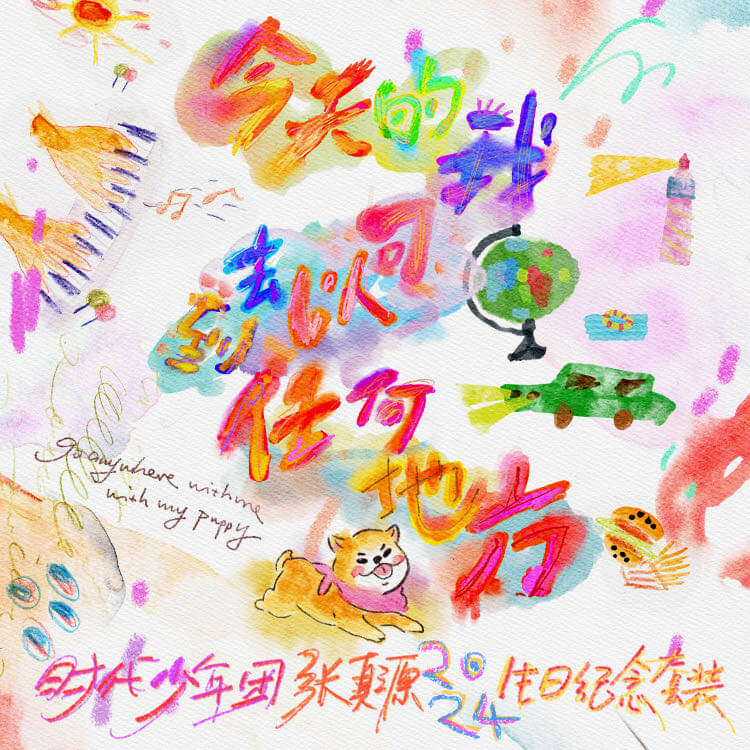 今天的我
可以去到
任何地方
go anywhere with me
with my puppy
时代少年团张真源2024生日纪念套装